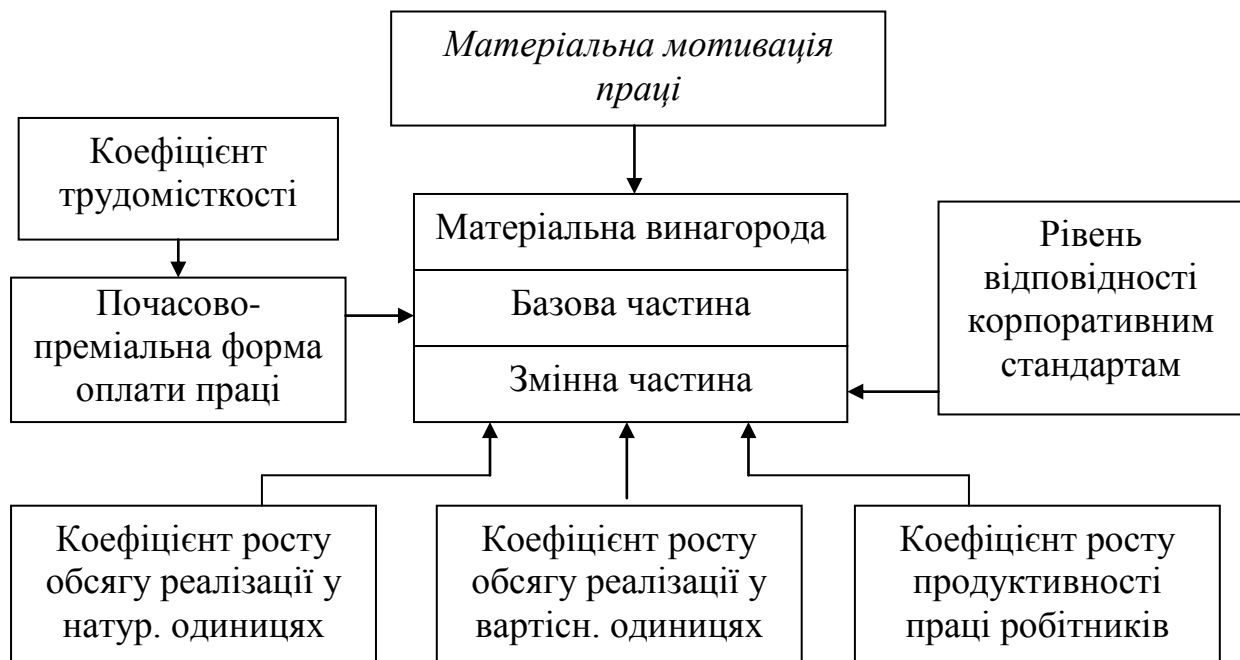 Матеріальна мотивація
праці
Коефіцієнт
трудомісткості
Почасово-
преміальна форма
оплати праці
Матеріальна винагорода
Базова частина
Змінна частина
Рівень
відповідності
корпоративним
стандартам
Коефіцієнт росту
обсягу реалізації у
натур. одиницях
Коефіцієнт росту
обсягу реалізації у
вартісн. одиницях
Коефіцієнт росту
продуктивності
праці робітників